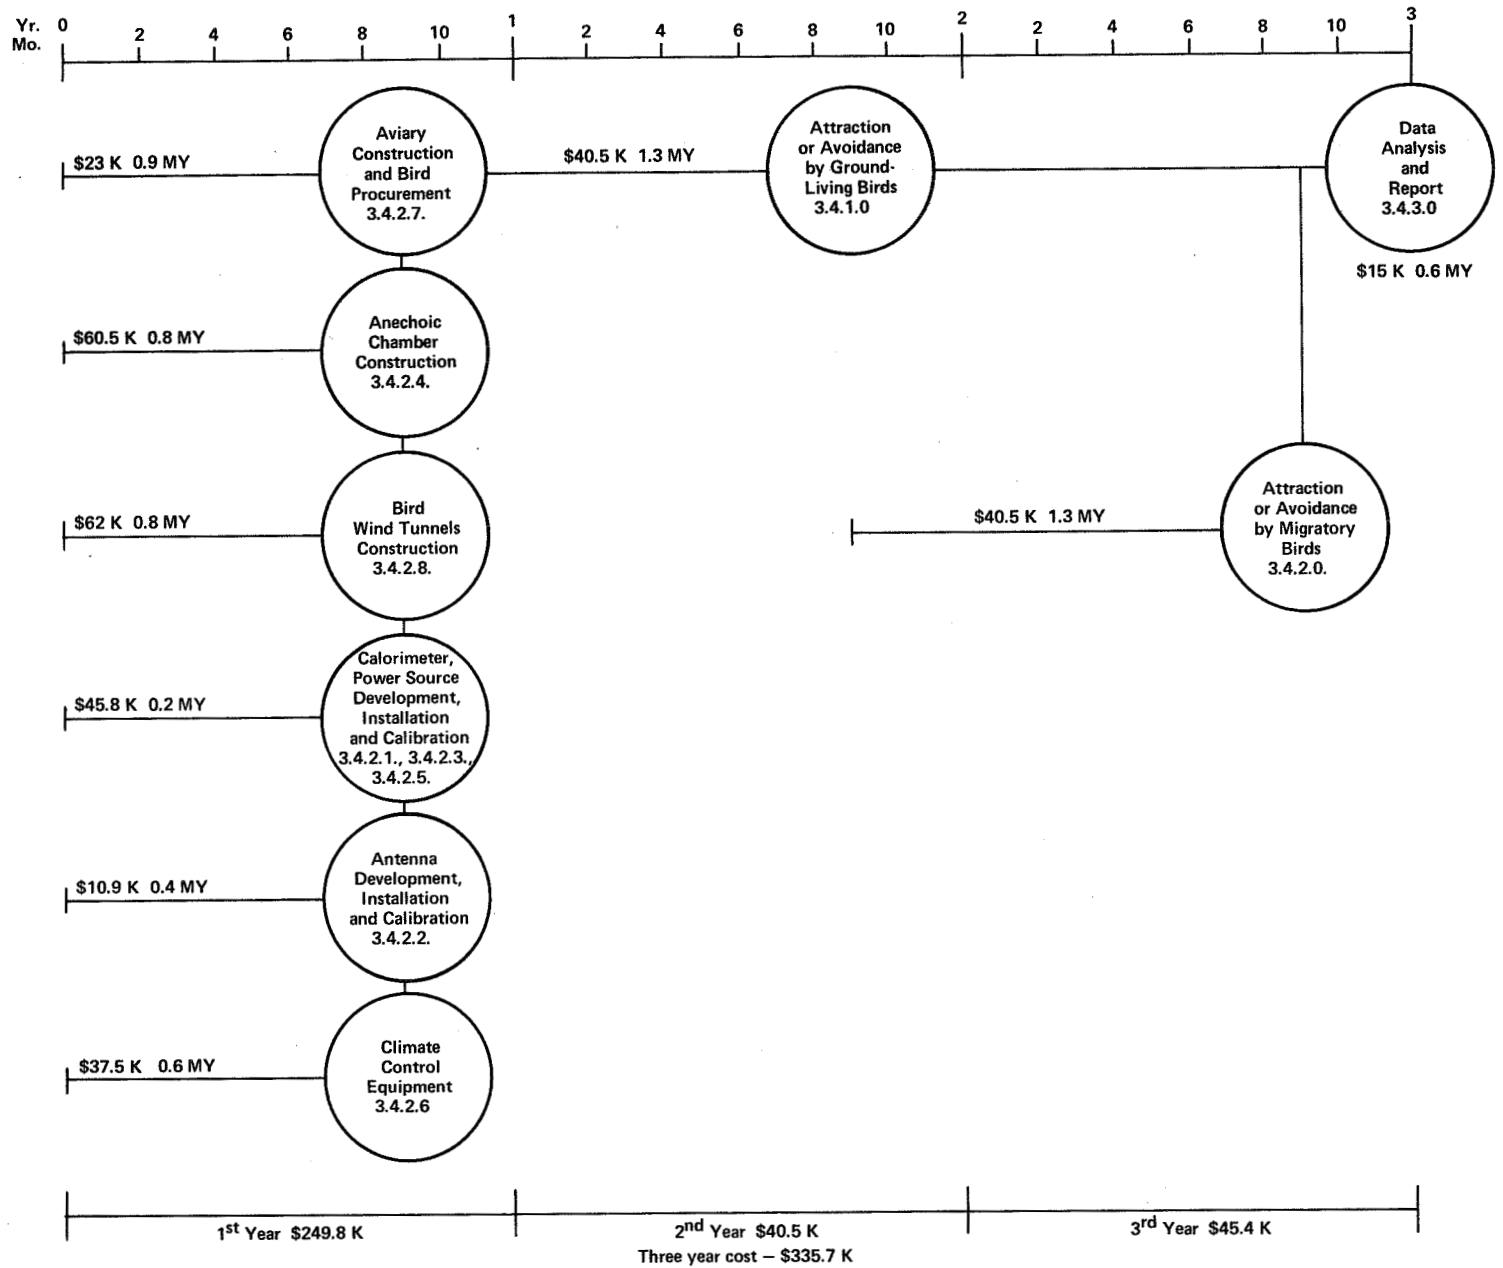 Yr. 0 1 2 3
Mo. 2 4 6 8 10 2 4 6 8 10 2 4 6 8 10
$23 K 0.9 MY
Aviary
Construction
and Bird
Procurement
3.4.2.7.
$40.5 K 1.3 MY
Attraction
or Avoidance
by Ground-
Living Birds
3.4.1.0
Data
Analysis
and
Report
3.4.3.0
$15 K 0.6 MY
$60.5 K 0.8 MY
Anechoic
Chamber
Construction
3.4.2.4.
$62 K 0.8 MY
Bird
Wind Tunnels
Construction
3.4.2.8.
$40.5 K 1.3 MY
Attraction
or Avoidance
by Migratory
Birds
3.4.2.0.
$45.8 K 0.2 MY
Calorimeter,
Power Source
Development,
Installation
and Calibration
3.4.2.1., 3.4.2.3.,
3.4.2.5.
$10.9 K 0.4 MY
Antenna
Development,
Installation
and Calibration
3.4.2.2.
$37.5 K 0.6 MY
Climate
Control
Equipment
3.4.2.6
1st Year $249.8 K
2nd Year $40.5 K
3rd Year $45.4 K
Three year cost – $335.7 K